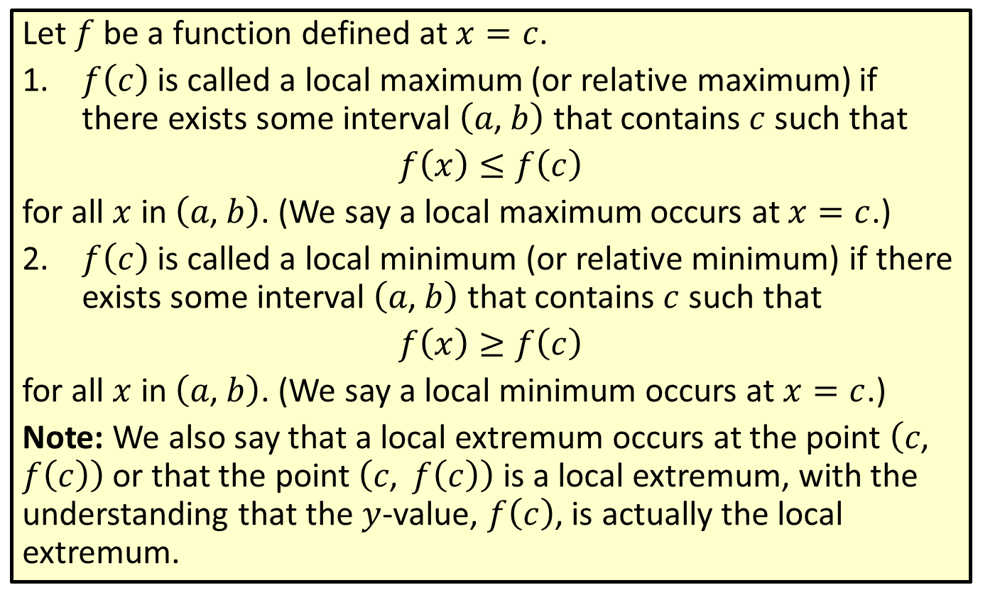 Let f be a function defined at x = c.
1. f(c) is called a local maximum (or relative maximum) if
there exists some interval (a, b) that contains c such that
f(x) ≤ f(c)
for all x in (a, b). (We say a local maximum occurs at x = c.)
2. f(c) is called a local minimum (or relative minimum) if there
exists some interval (a, b) that contains c such that
f(x) ≥ f(c)
for all x in (a, b). (We say a local minimum occurs at x = c.)
Note: We also say that a local extremum occurs at the point (c,
f(c)) or that the point (c, f(c)) is a local extremum, with the
understanding that the y-value, f(c), is actually the local
extremum.